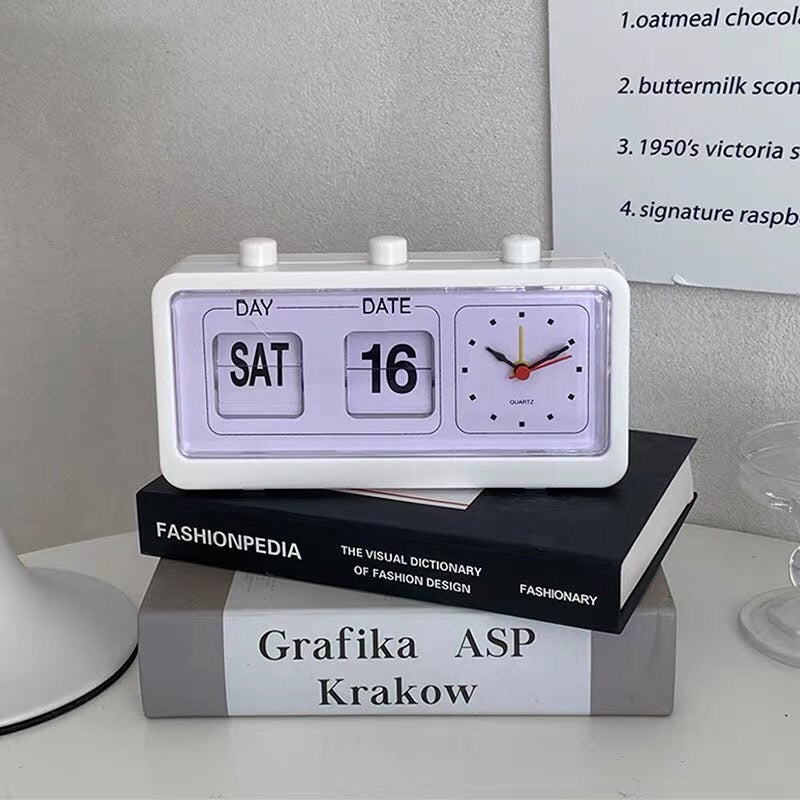 1.oatmeal chocol
2. buttermilk scon
3. 1950's victoria s
4. signature raspb
DAY DATE
SAT 16
QUARTZ
FASHIONPEDIA THE VISUAL DICTIONARY OF FASHION DESIGN FASHIONARY
Grafika ASP
Krakow